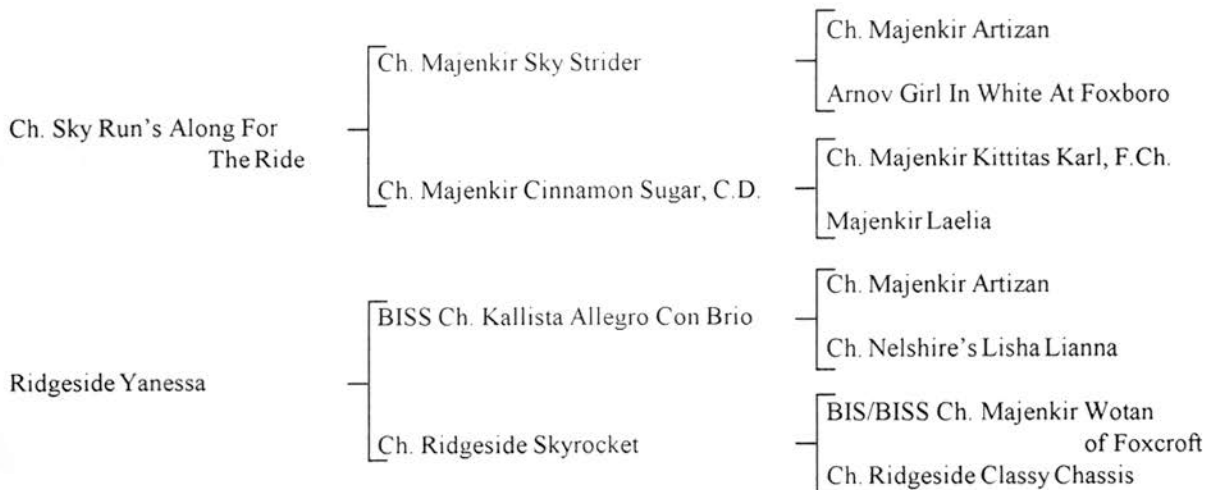 Ch. Majenkir Artizan
Ch. Majenkir Sky Strider
Arnov Girl In White At Foxboro
Ch. Sky Run's Along For
The Ride
Ch. Majenkir Kittitas Karl, F.Ch.
Ch. Majenkir Cinnamon Sugar, C.D.
Majenkir Laelia
Ch. Majenkir Artizan
BISS Ch. Kallista Allegro Con Brio
Ch. Nelshire's Lisha Lianna
Ridgeside Yanessa
BIS/BISS Ch. Majenkir Wotan
of Foxcroft
Ch. Ridgeside Skyrocket
Ch. Ridgeside Classy Chassis